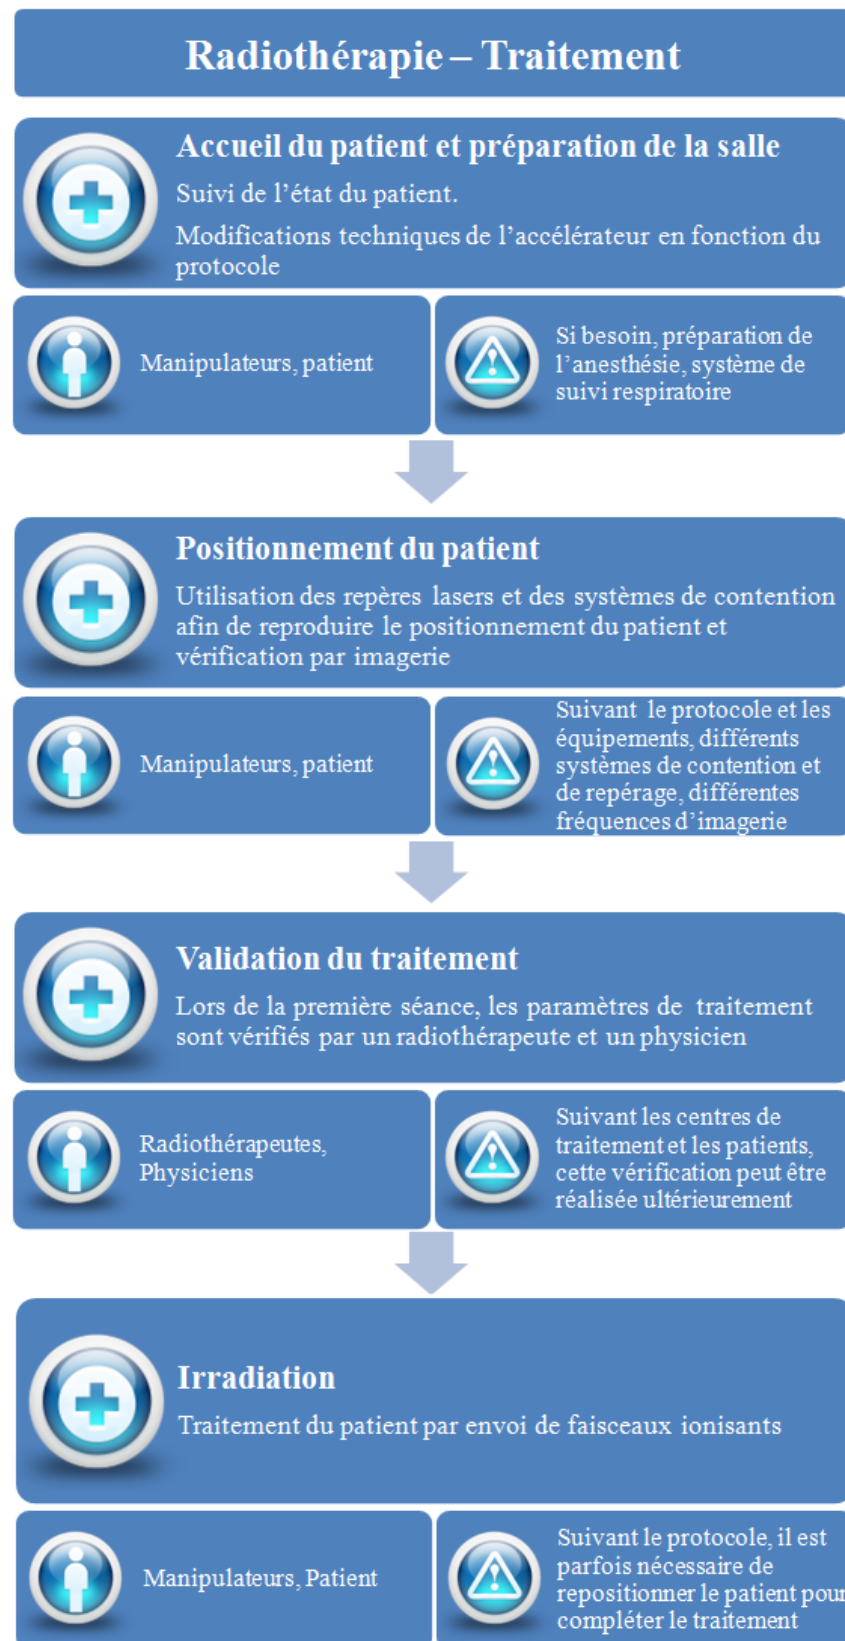 Radiothérapie – Traitement
Accueil du patient et préparation de la salle
Suivi de l’état du patient.
Modifications techniques de l’accélérateur en fonction du
protocole
Manipulateurs, patient
Si besoin, préparation de
l’anesthésie, système de
suivi respiratoire
Positionnement du patient
Utilisation des repères lasers et des systèmes de contention
afin de reproduire le positionnement du patient et
vérification par imagerie
Manipulateurs, patient
Suivant le protocole et les
équipements, différents
systèmes de contention et
de repérage, différentes
fréquences d’imagerie
Validation du traitement
Lors de la première séance, les paramètres de traitement
sont vérifiés par un radiothérapeute et un physicien
Radiothérapeutes,
Physiciens
Suivant les centres de
traitement et les patients,
cette vérification peut être
réalisée ultérieurement
Irradiation
Traitement du patient par envoi de faisceaux ionisants
Manipulateurs, Patient
Suivant le protocole, il est
parfois nécessaire de
repositionner le patient pour
compléter le traitement